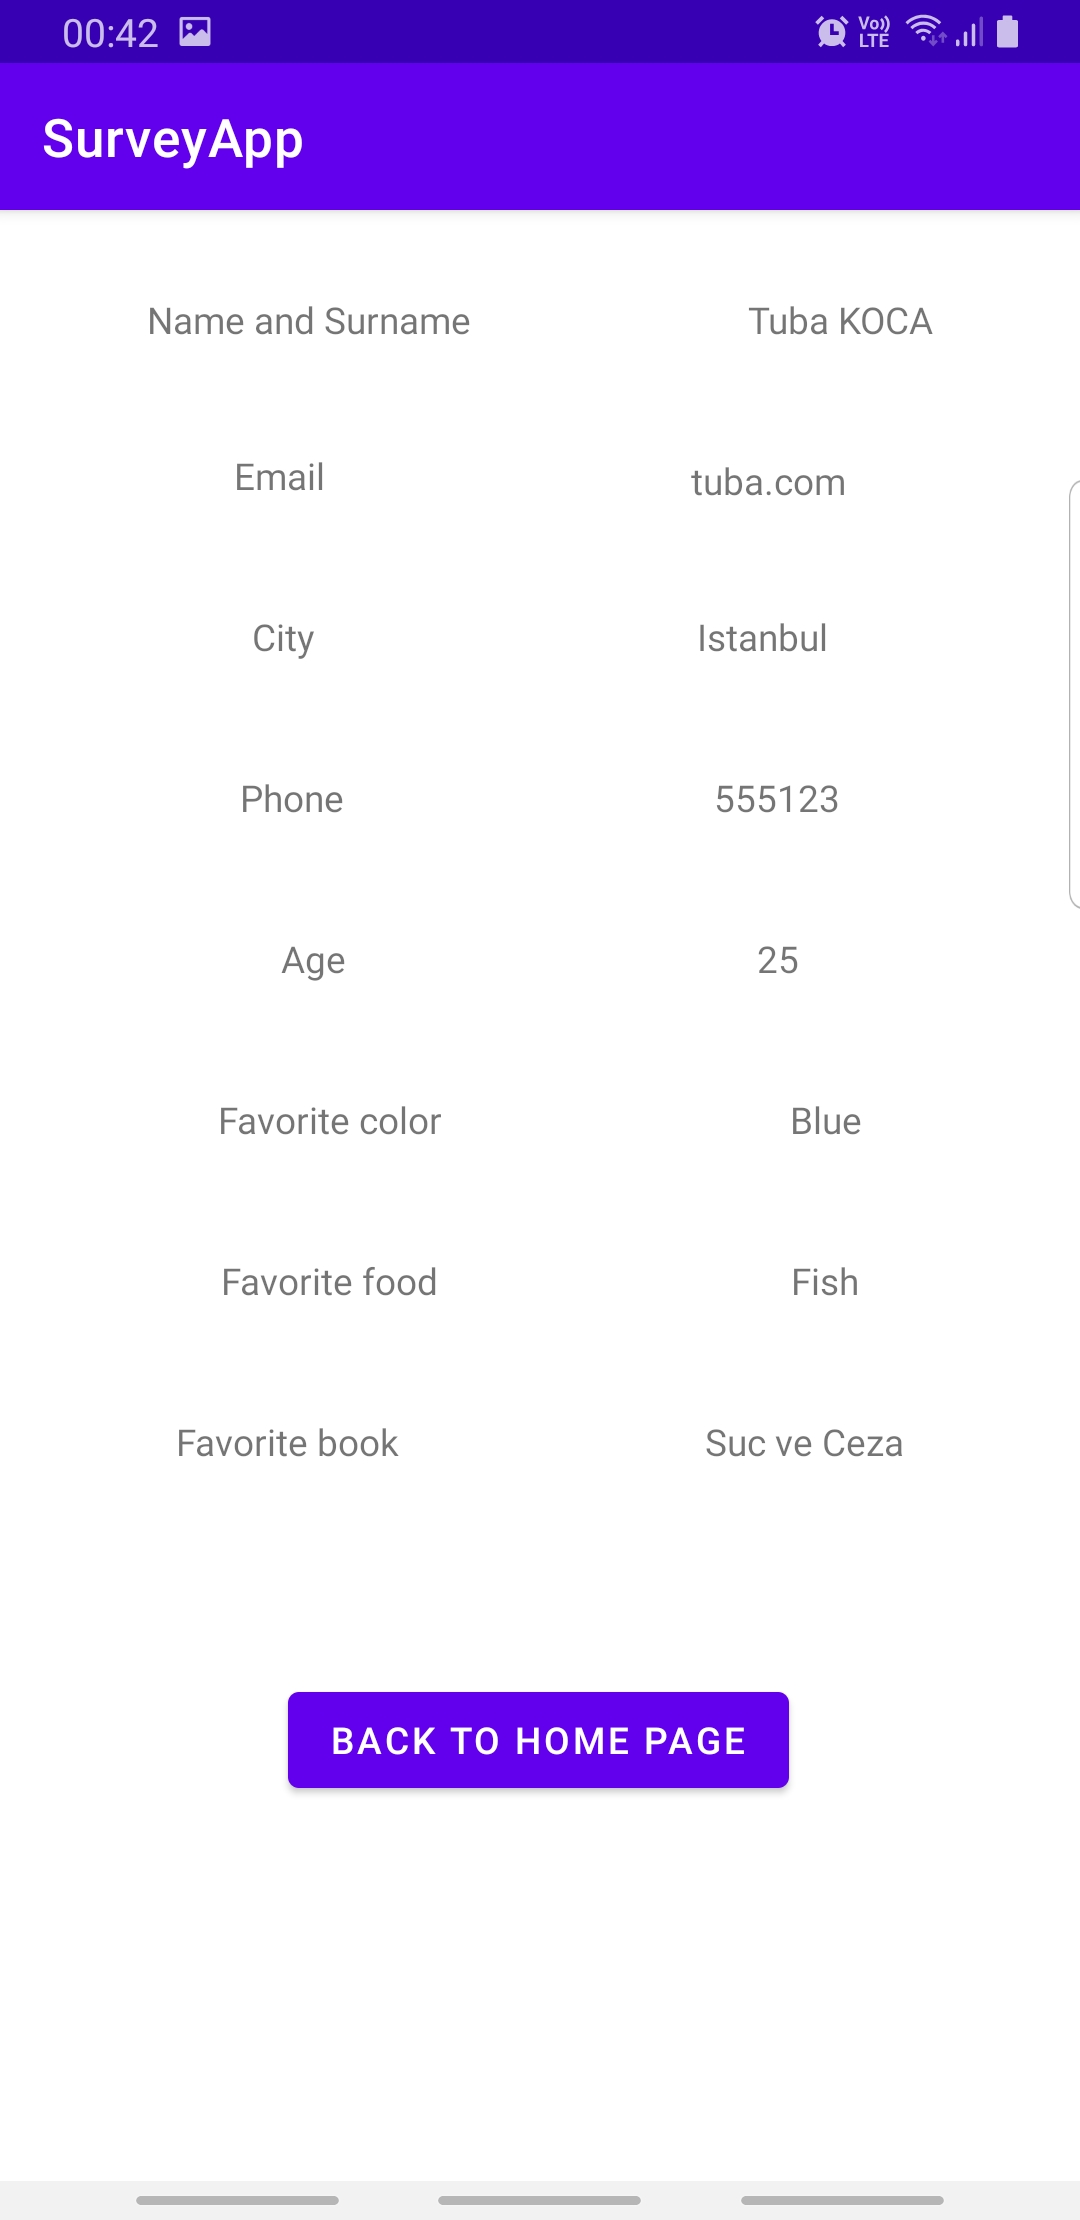 00:42 Vo)) LTE
SurveyApp
Name and Surname Tuba KOCA
Email tuba.com
City Istanbul
Phone 555123
Age 25
Favorite color Blue
Favorite food Fish
Favorite book Suc ve Ceza
BACK TO HOME PAGE